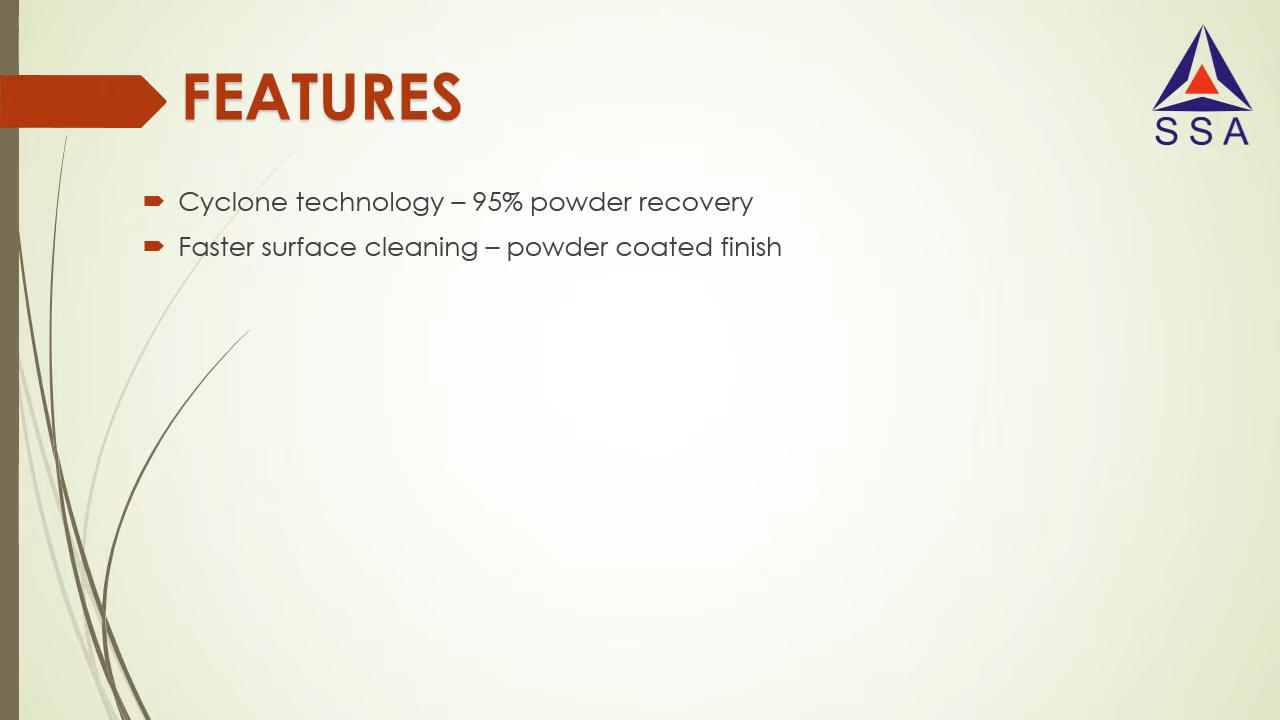 FEATURES
SSA
Cyclone technology – 95% powder recovery
Faster surface cleaning – powder coated finish